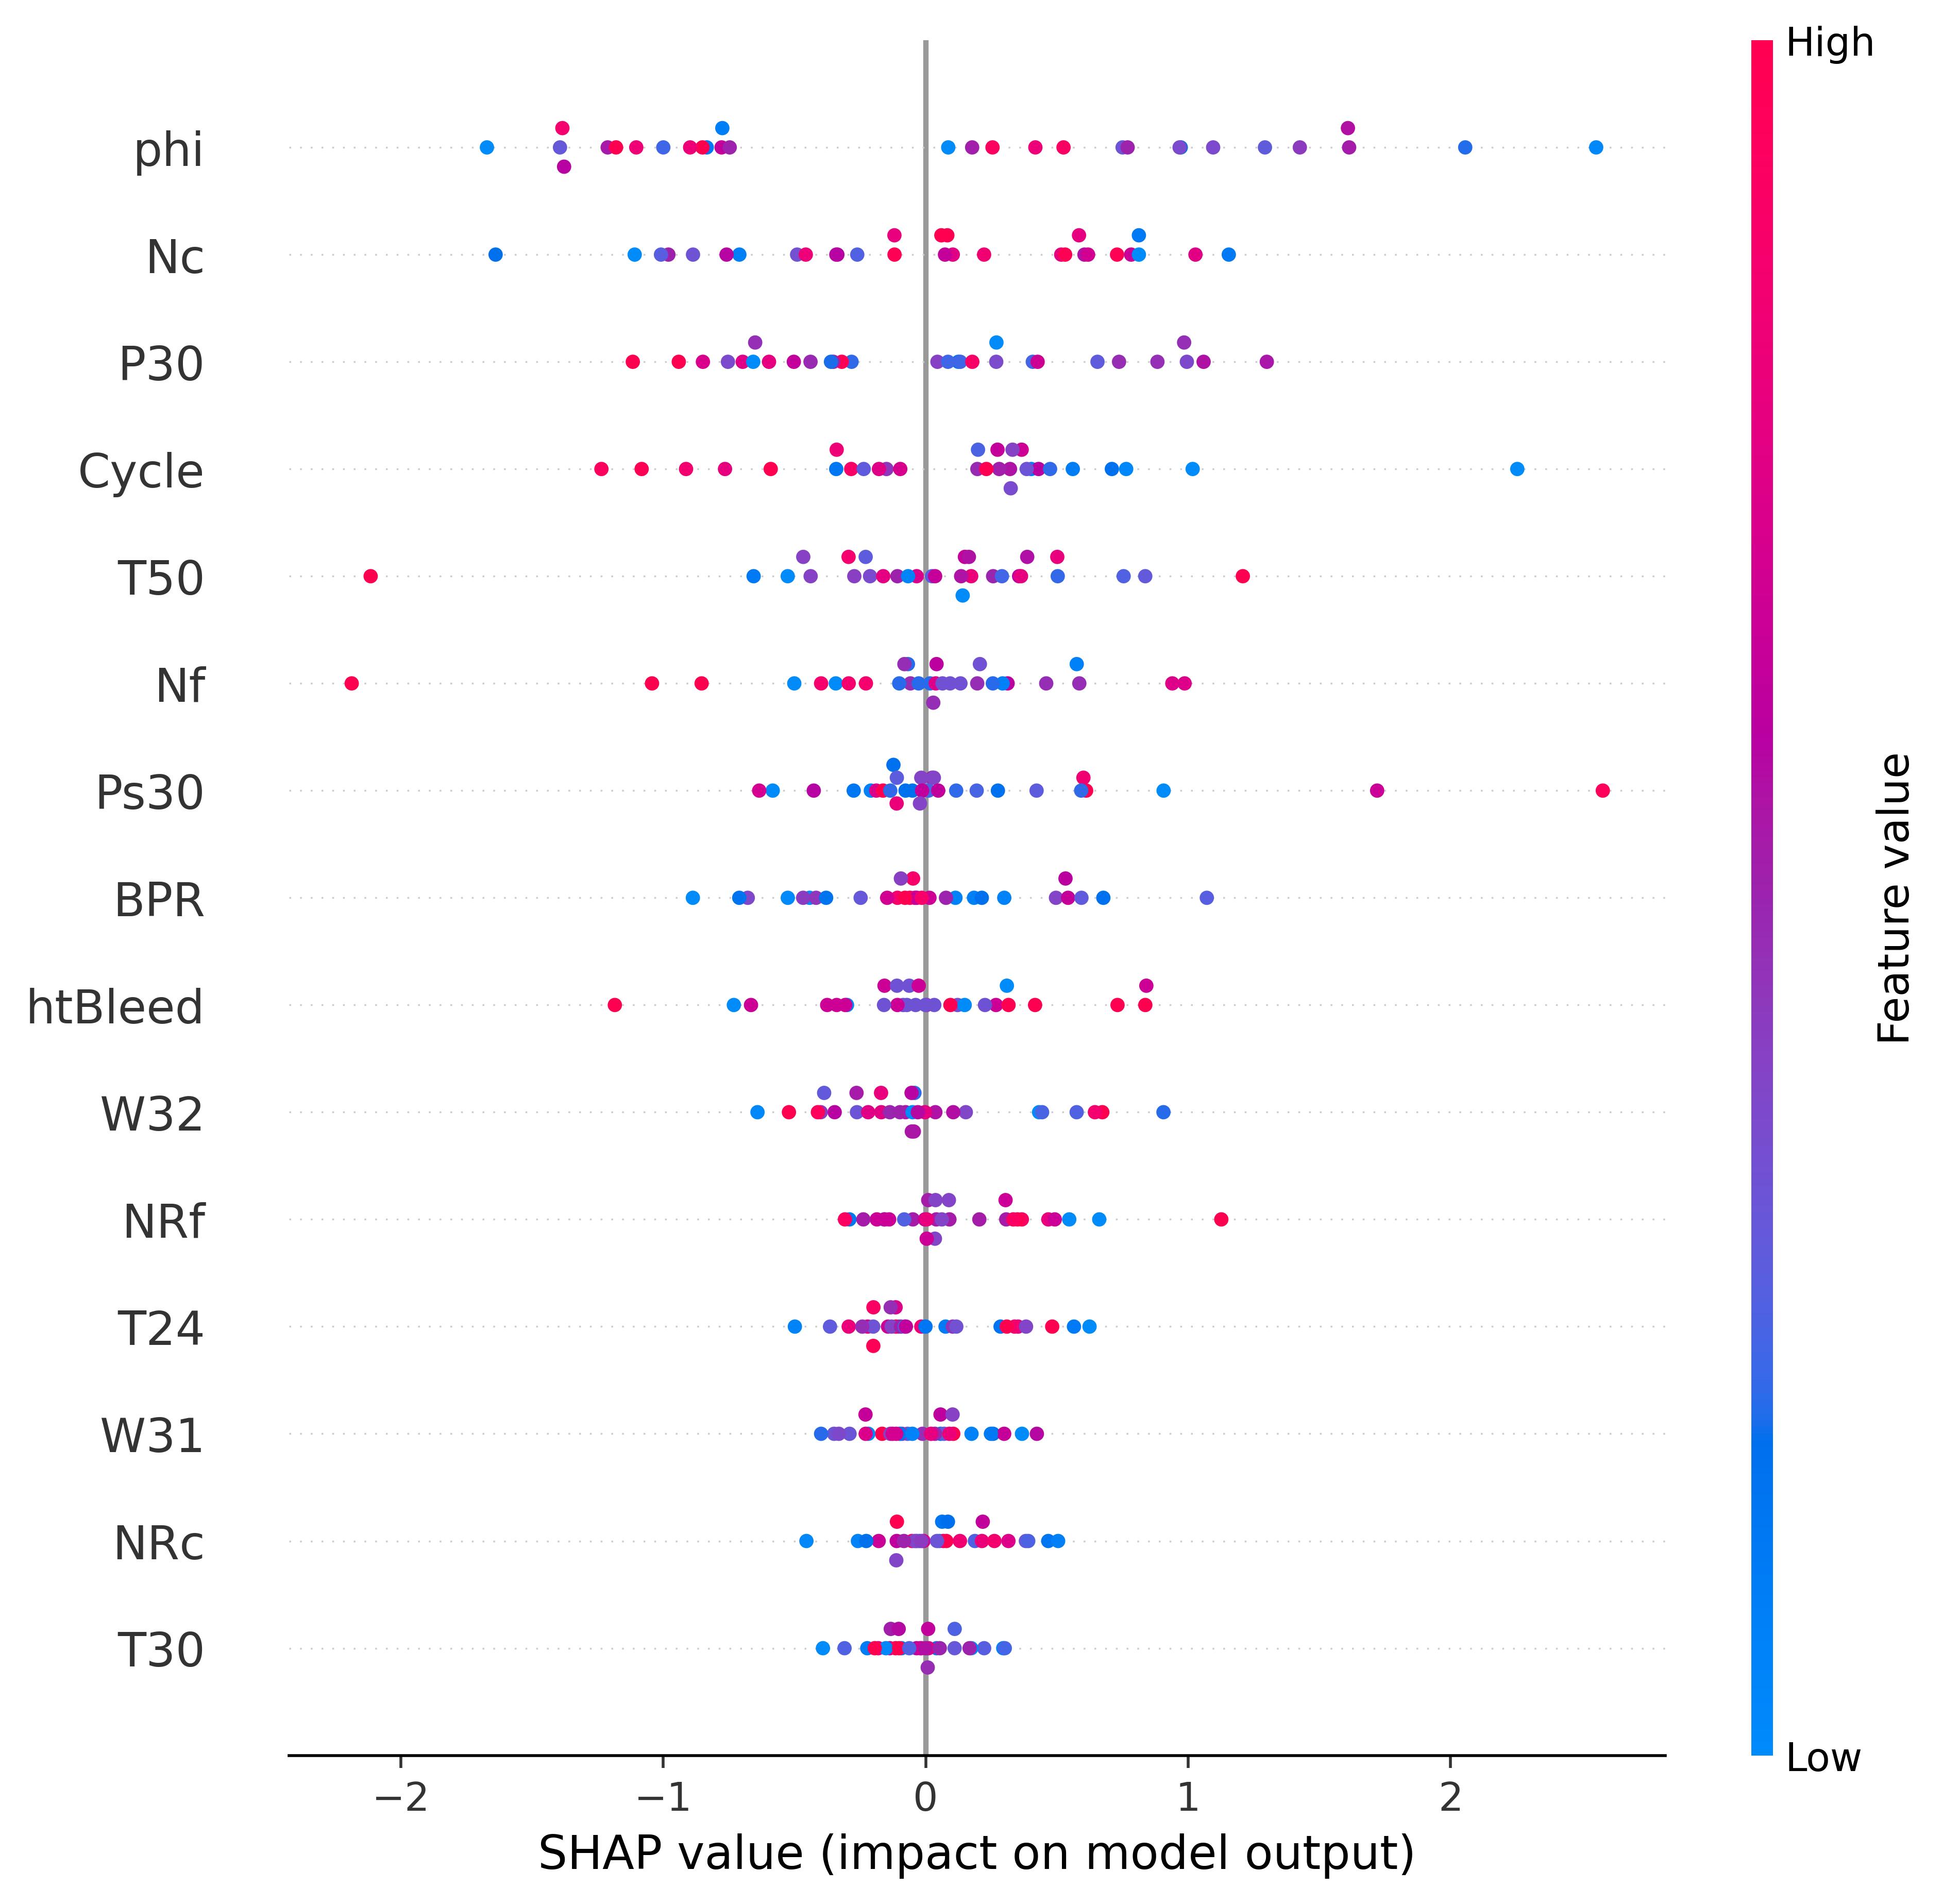 High
phi
Nc
P30
Cycle
T50
Nf
Ps30
BPR
htBleed
W32
NRf
T24
W31
NRc
T30
Feature value
Low
−2 −1 0 1 2
SHAP value (impact on model output)